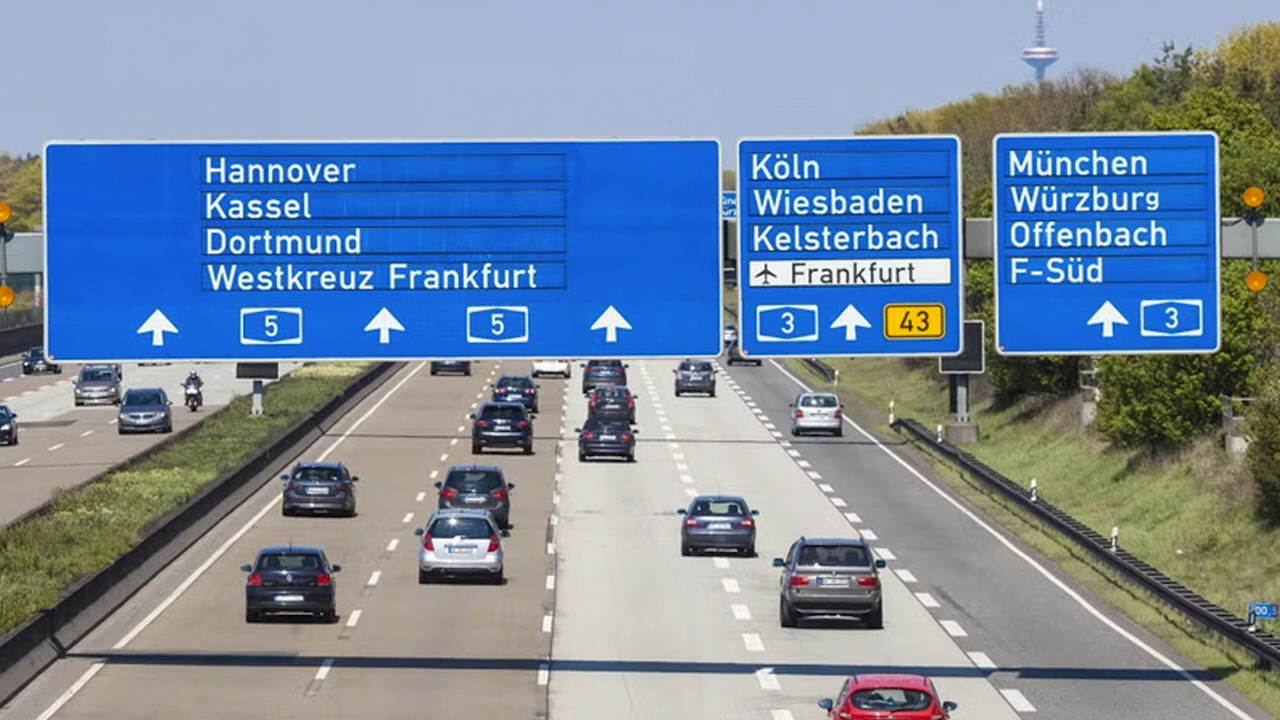 Hannover
Kassel
Dortmund
Westkreuz Frankfurt
5
5
Köln
Wiesbaden
Kelsterbach
Frankfurt
3
43
München
Würzburg
Offenbach
F-Süd
3